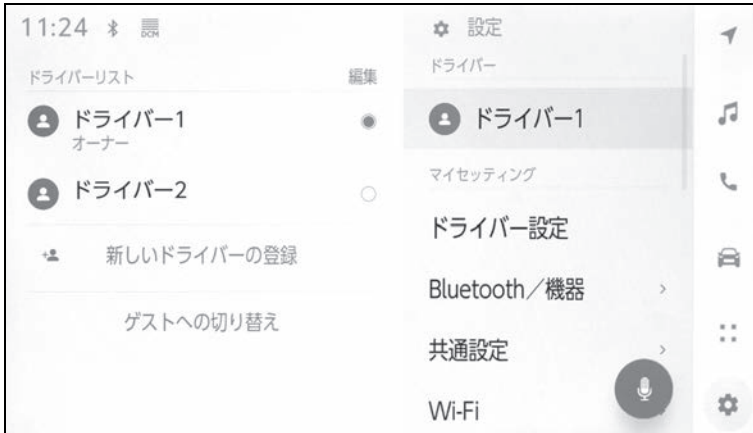 11:24
DCM
ドライバーリスト 編集
ドライバー1
オーナー
ドライバー2
新しいドライバーの登録
ゲストへの切り替え
設定
ドライバー
ドライバー1
マイセッティング
ドライバー設定
Bluetooth／機器
共通設定
Wi-Fi